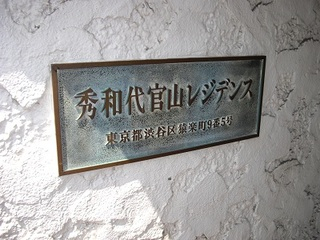 秀和代官山レジデンス
東京都渋谷区猿楽町9番5号